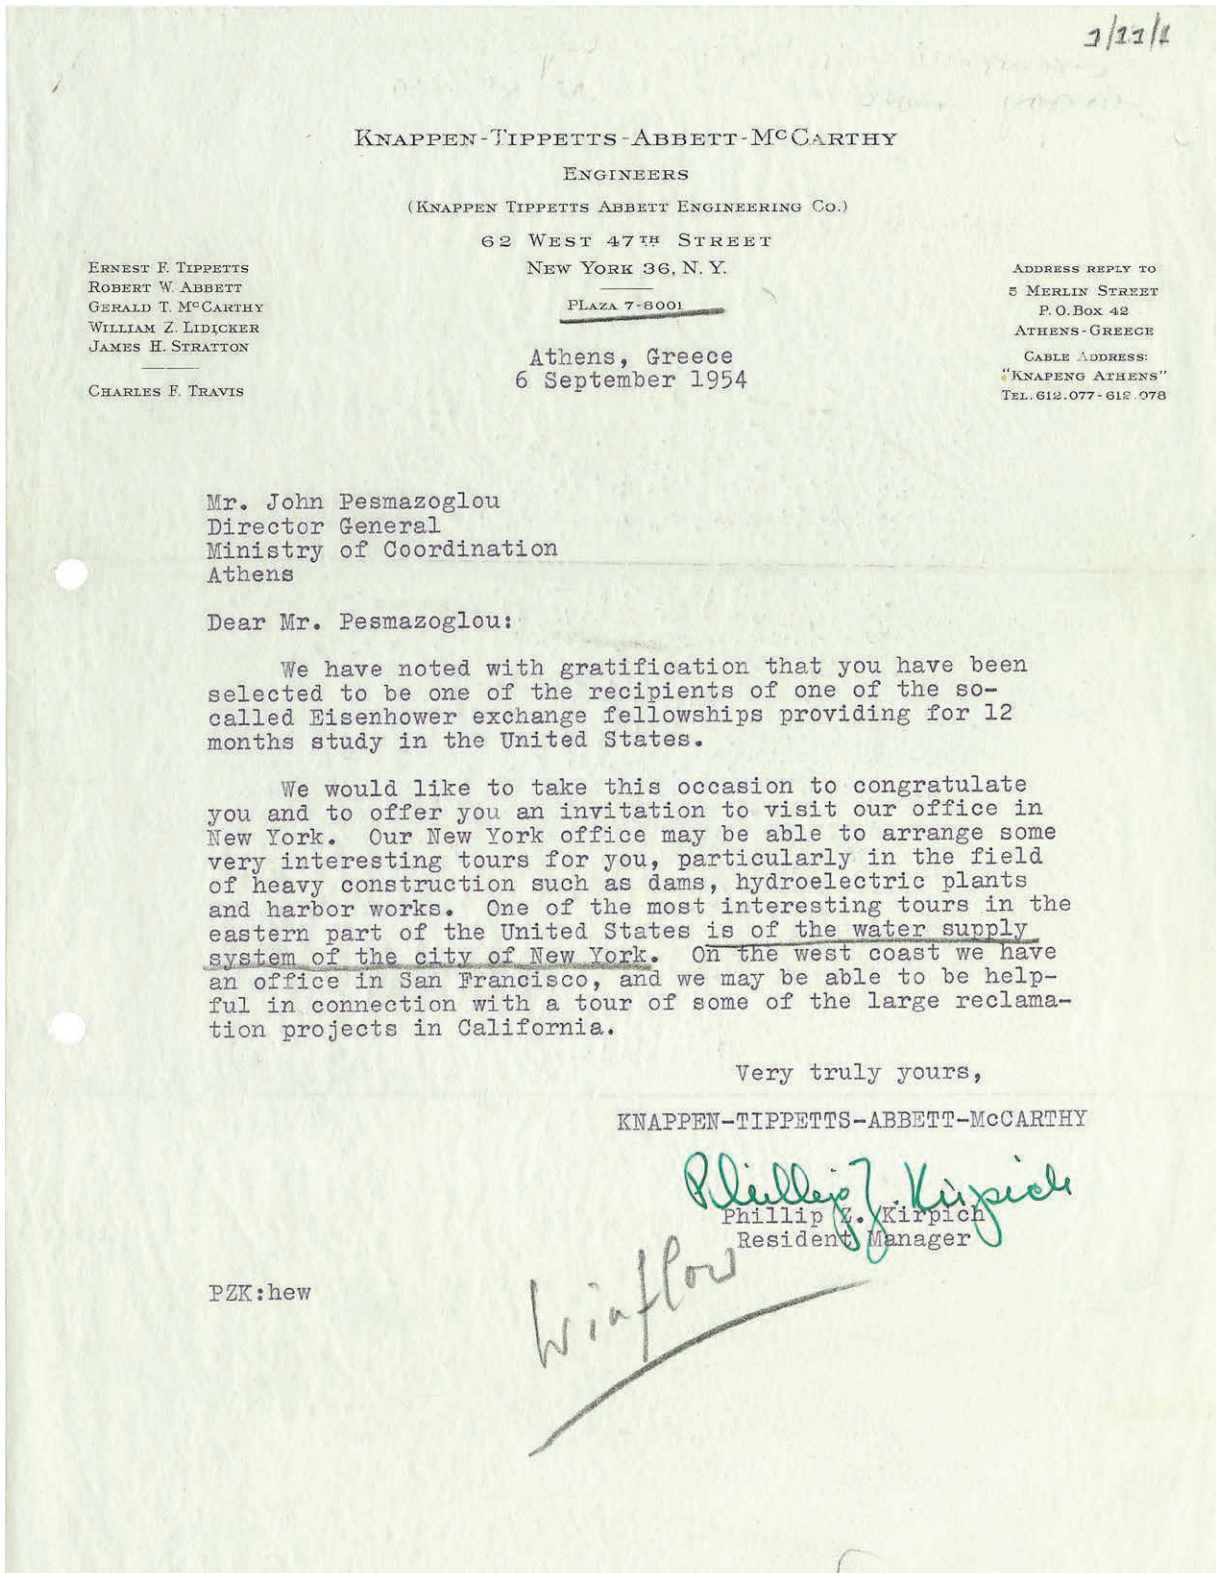 1/11/1
KNAPPEN-TIPPETTS-ABBETT-McCARTHY
ENGINEERS
(KNAPPEN TIPPETTS ABBETT ENGINEERING CO.)
62 WEST 47TH STREET
NEW YORK 36, N. Y.
PLAZA 7-8001
ERNEST F. TIPPETTS
ROBERT W. ABBETT
GERALD T. McCARTHY
WILLIAM Z. LIDICKER
JAMES H. STRATTON
CHARLES F. TRAVIS
ADDRESS REPLY TO
5 MERLIN STREET
P. O. BOX 42
ATHENS-GREECE
CABLE ADDRESS:
"KNAPENG ATHENS"
TEL. 612.077-612.078
Athens, Greece
6 September 1954
Mr. John Pesmazoglou
Director General
Ministry of Coordination
Athens
Dear Mr. Pesmazoglou:
We have noted with gratification that you have been
selected to be one of the recipients of one of the so-
called Eisenhower exchange fellowships providing for 12
months study in the United States.
We would like to take this occasion to congratulate
you and to offer you an invitation to visit our office in
New York. Our New York office may be able to arrange some
very interesting tours for you, particularly in the field
of heavy construction such as dams, hydroelectric plants
and harbor works. One of the most interesting tours in the
eastern part of the United States is of the water supply
system of the city of New York. On the west coast we have
an office in San Francisco, and we may be able to be help-
ful in connection with a tour of some of the large reclama-
tion projects in California.
Very truly yours,
KNAPPEN-TIPPETTS-ABBETT-McCARTHY
Phillip Z. Kirpich
Phillip Z. Kirpich
Resident Manager
PZK:hew